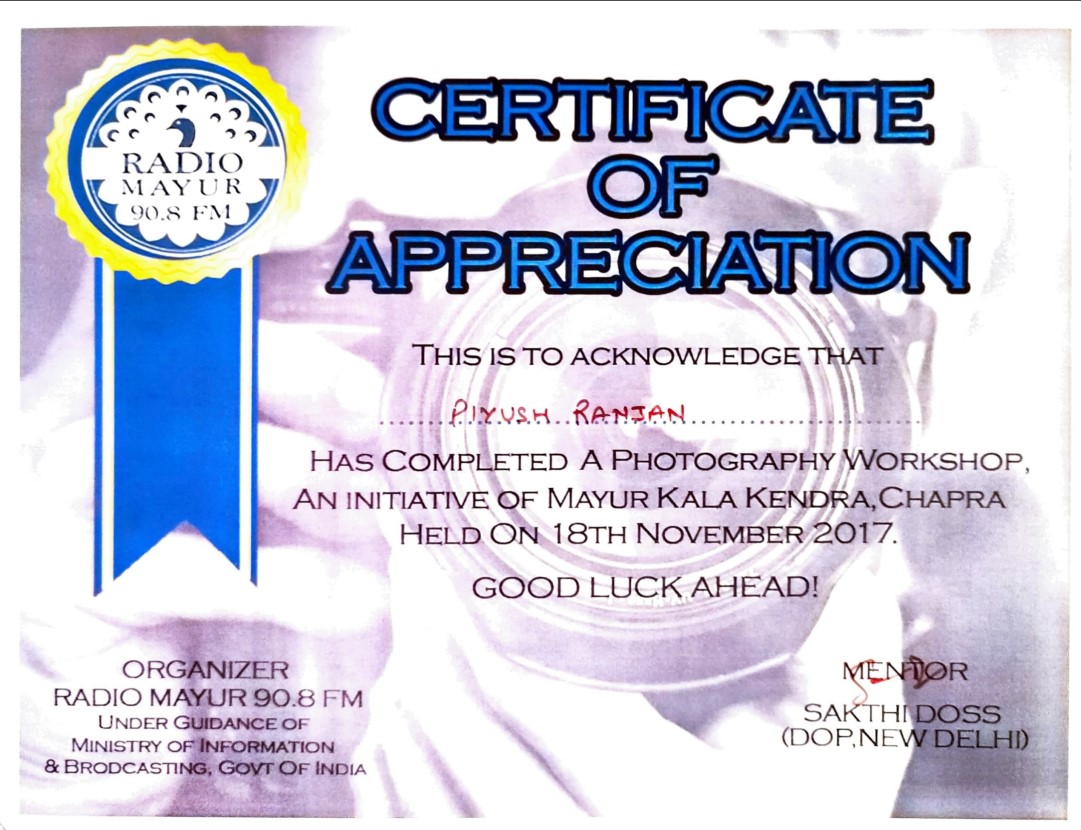 RADIO
MAYUR
90.8 FM
CERTIFICATE
OF
APPRECIATION
THIS IS TO ACKNOWLEDGE THAT
PIYUSH RANJAN
HAS COMPLETED A PHOTOGRAPHY WORKSHOP,
AN INITIATIVE OF MAYUR KALA KENDRA,CHAPRA
HELD ON 18TH NOVEMBER 2017.
GOOD LUCK AHEAD!
ORGANIZER
RADIO MAYUR 90.8 FM
UNDER GUIDANCE OF
MINISTRY OF INFORMATION
& BRODCASTING, GOVT OF INDIA
MENTOR
SAKTHI DOSS
(DOP,NEW DELHI)